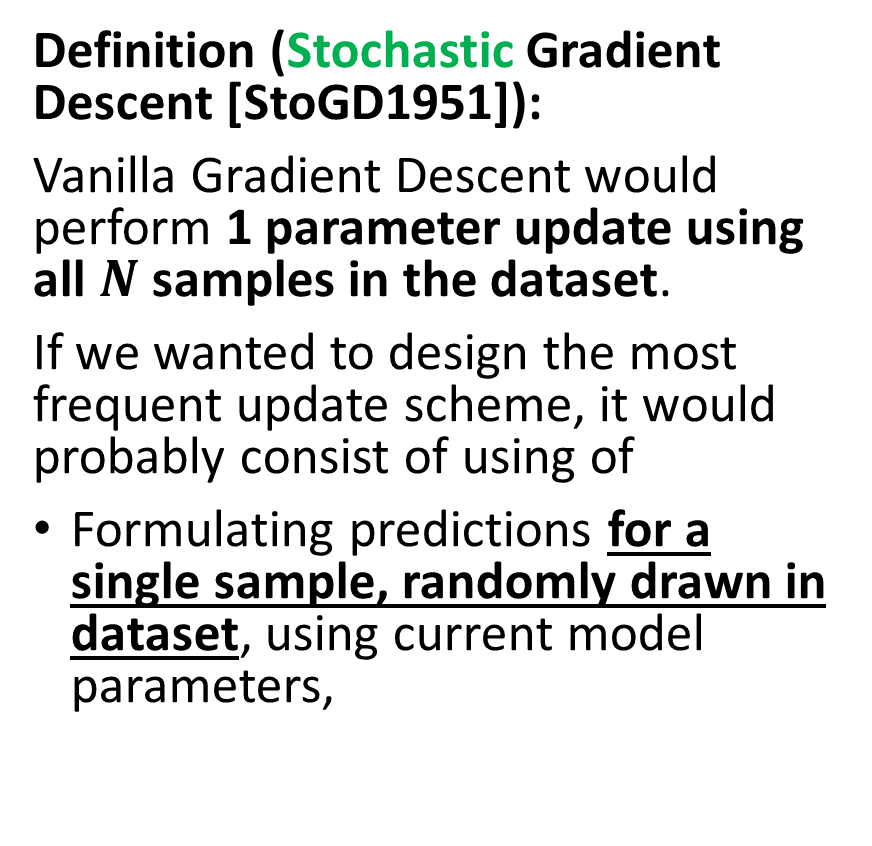 Definition (Stochastic Gradient
Descent [StoGD1951]):
Vanilla Gradient Descent would
perform 1 parameter update using
all N samples in the dataset.
If we wanted to design the most
frequent update scheme, it would
probably consist of using of
• Formulating predictions for a
single sample, randomly drawn in
dataset, using current model
parameters,